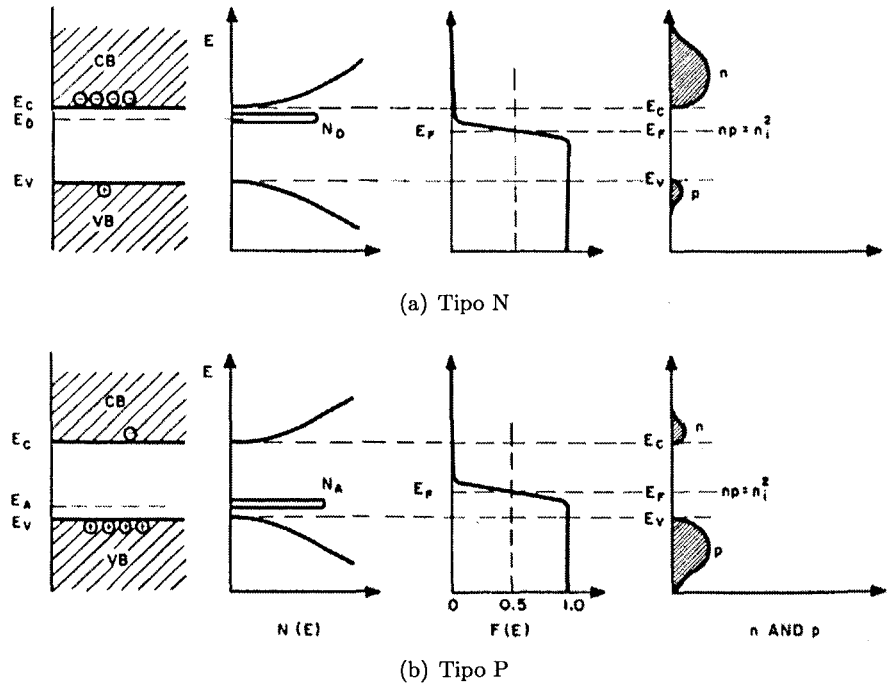 E
CB
n
E_C
E_D
N_D
E_F
E_C
E_F
np = n_i^2
E_V
E_V
p
VB
(a) Tipo N
E
CB
n
E_C
E_C
E_A
N_A
E_F
E_F
np = n_i^2
E_V
E_V
VB
p
0 0.5 1.0
N(E) F(E) n AND p
(b) Tipo P